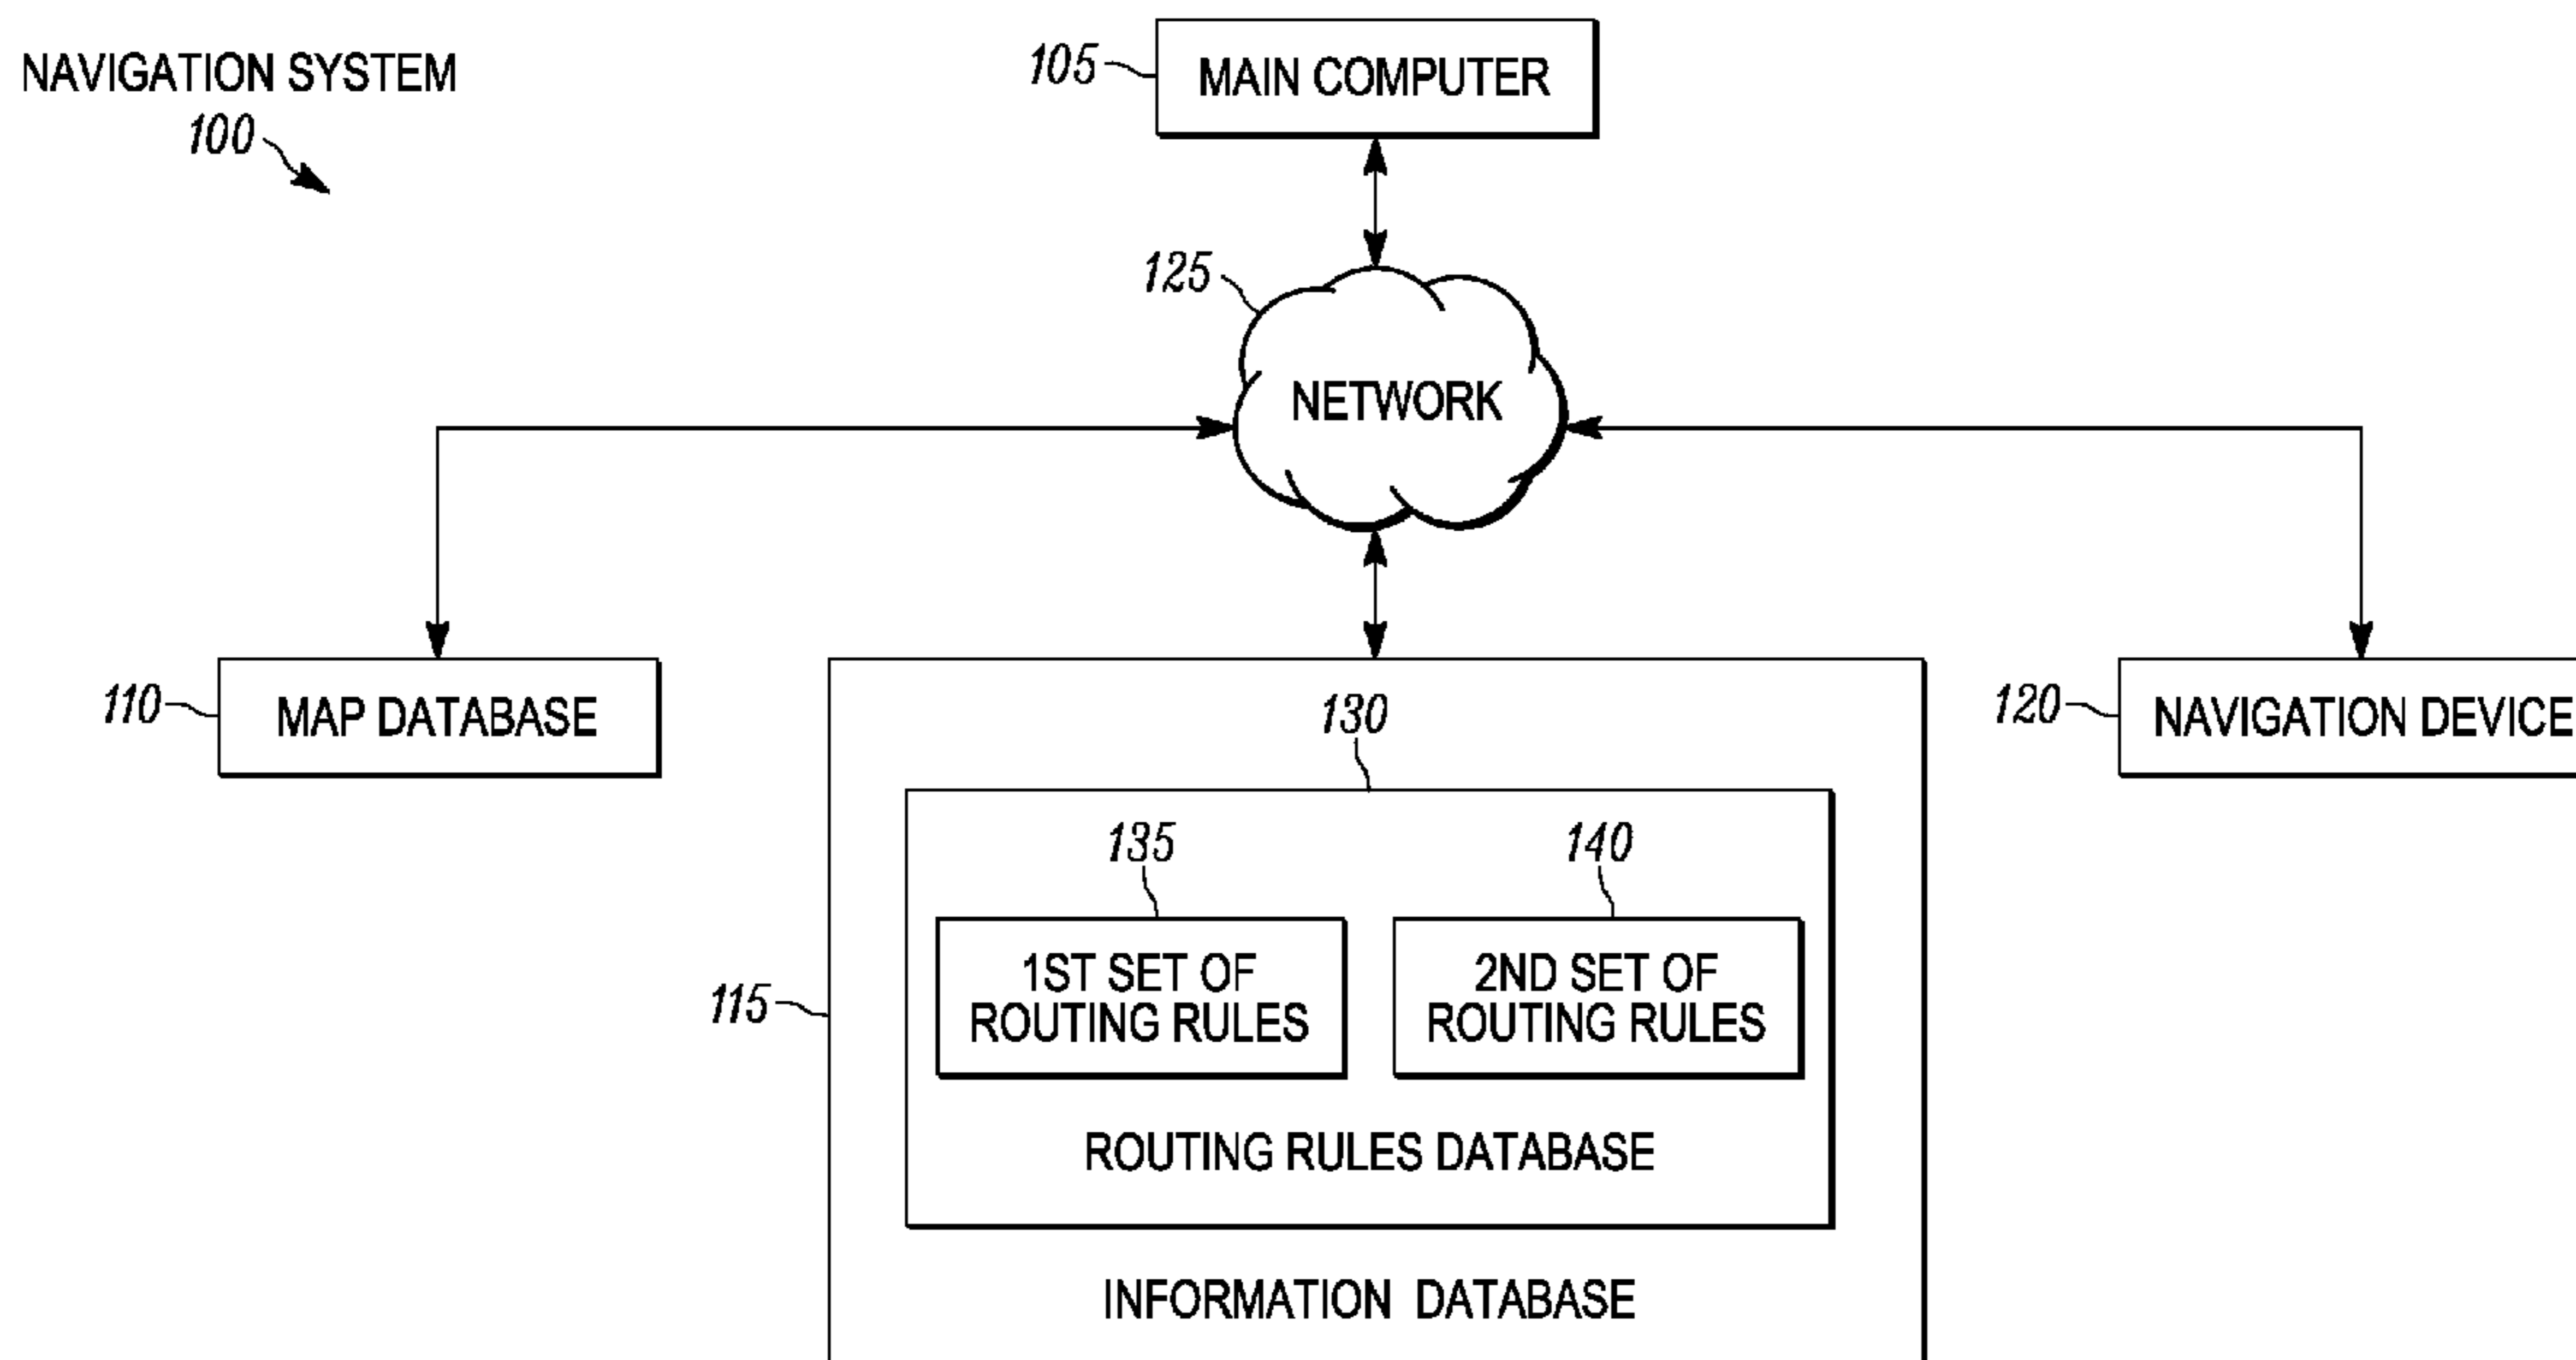 NAVIGATION SYSTEM
100
105
MAIN COMPUTER
125
NETWORK
110
MAP DATABASE
120
NAVIGATION DEVICE
130
135
140
1ST SET OF
ROUTING RULES
2ND SET OF
ROUTING RULES
115
ROUTING RULES DATABASE
INFORMATION DATABASE